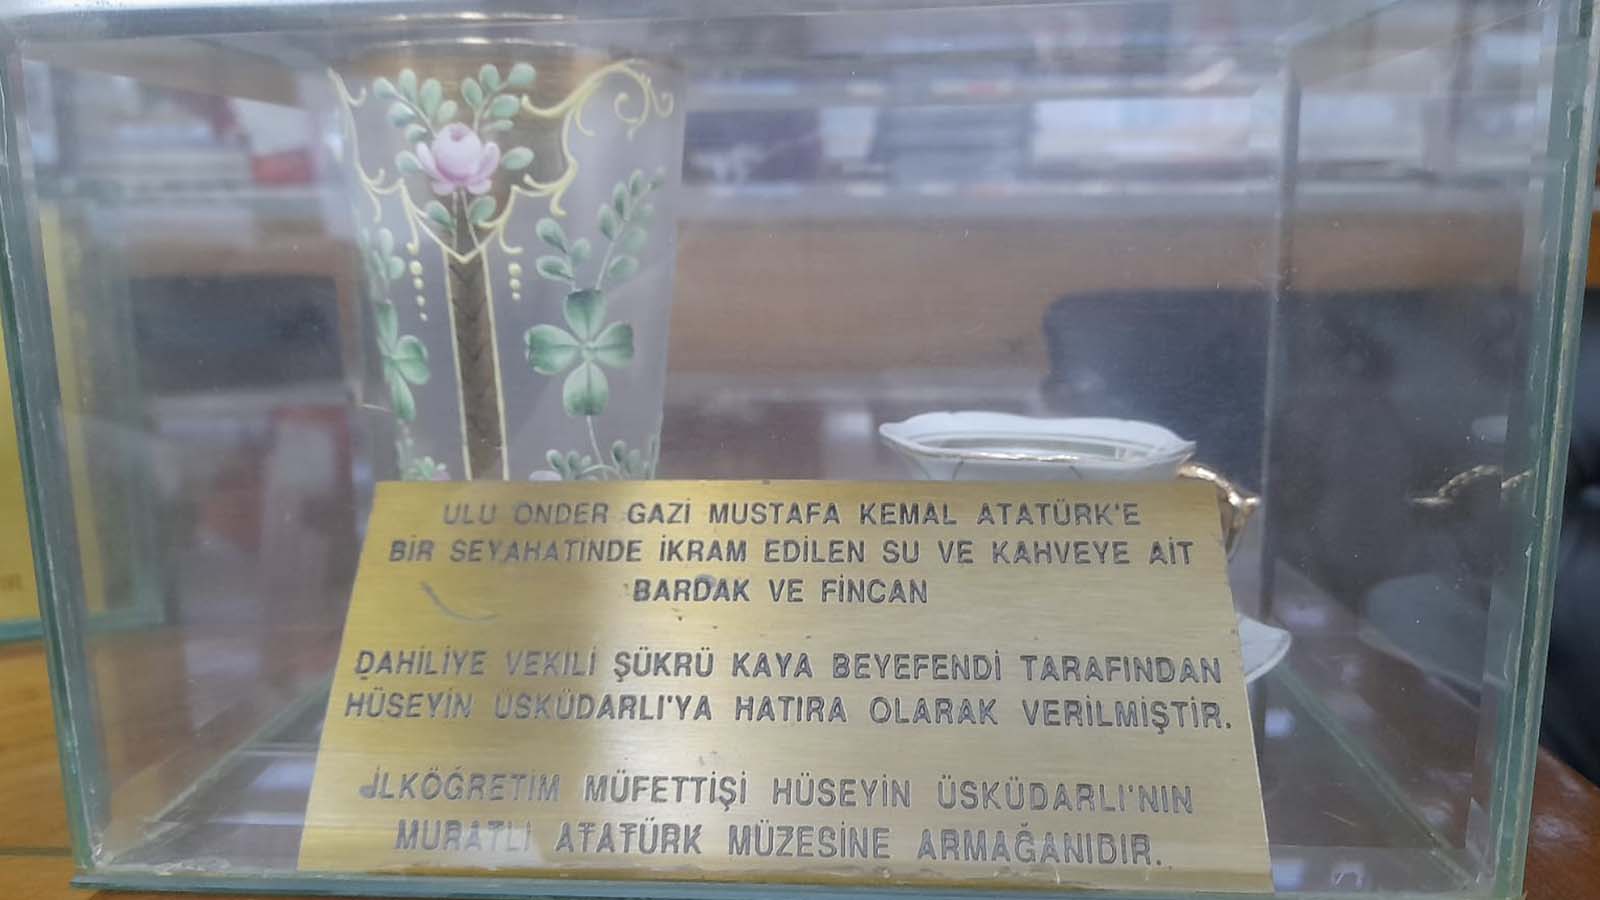 ULU ÖNDER GAZİ MUSTAFA KEMAL ATATÜRK'E
BİR SEYAHATINDE İKRAM EDİLEN SU VE KAHVEYE AİT
BARDAK VE FİNCAN
DAHİLİYE VEKİLİ ŞÜKRÜ KAYA BEYEFENDİ TARAFINDAN
HÜSEYİN ÜSKÜDARLI'YA HATIRA OLARAK VERİLMİŞTİR.
İLKÖĞRETİM MÜFETTİŞİ HÜSEYİN ÜSKÜDARLI'NIN
MURATLI ATATÜRK MÜZESİNE ARMAĞANIDIR.